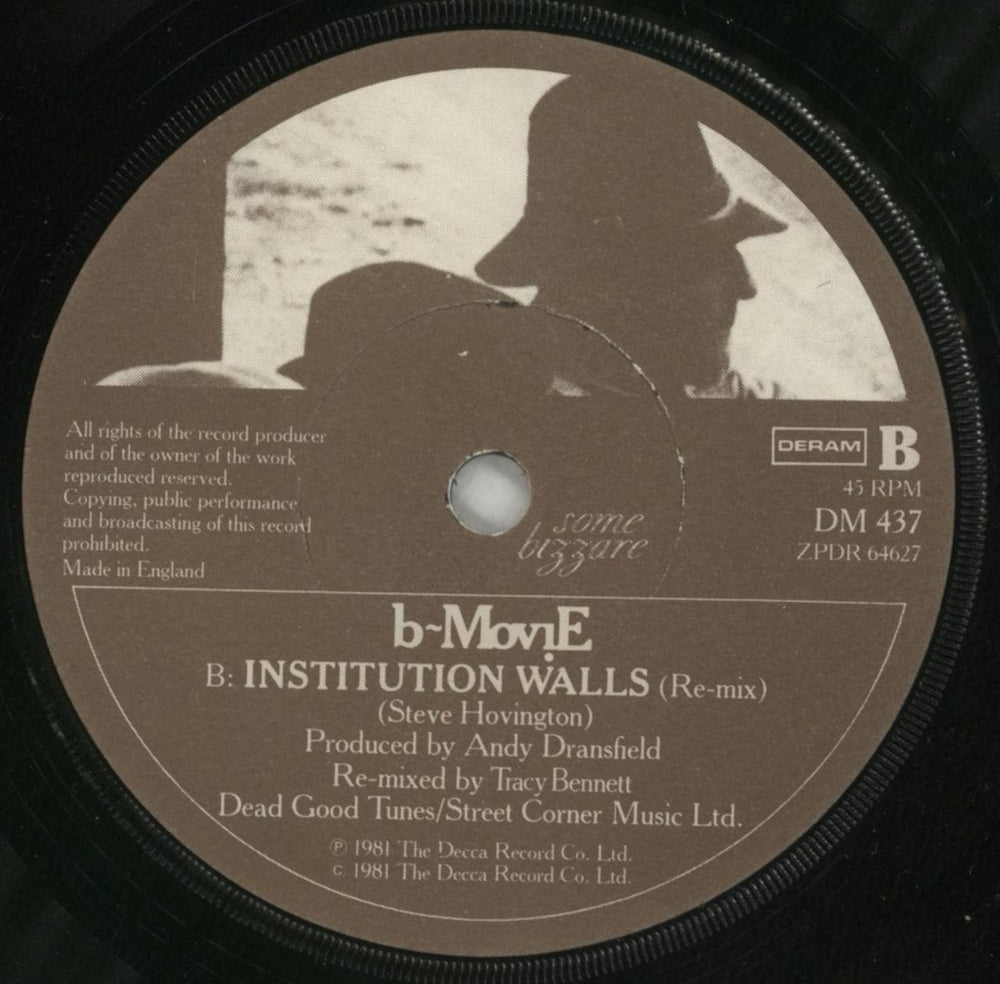 All rights of the record producer
and of the owner of the work
reproduced reserved.
Copying, public performance
and broadcasting of this record
prohibited.
Made in England
DERAM B
45 RPM
DM 437
ZPDR 64627
some
bizzare
b~MoviE
B: INSTITUTION WALLS (Re-mix)
(Steve Hovington)
Produced by Andy Dransfield
Re-mixed by Tracy Bennett
Dead Good Tunes/Street Corner Music Ltd.
℗ 1981 The Decca Record Co. Ltd.
© 1981 The Decca Record Co. Ltd.